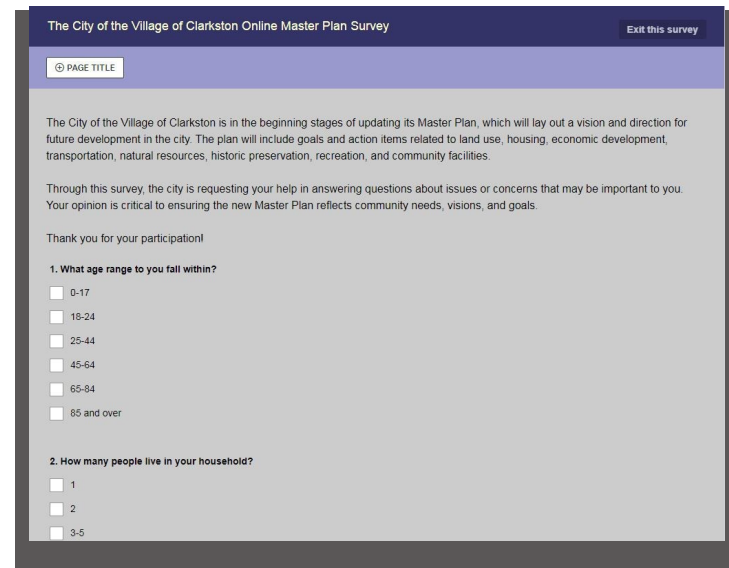 The City of the Village of Clarkston Online Master Plan Survey
Exit this survey
⊕ PAGE TITLE
The City of the Village of Clarkston is in the beginning stages of updating its Master Plan, which will lay out a vision and direction for
future development in the city. The plan will include goals and action items related to land use, housing, economic development,
transportation, natural resources, historic preservation, recreation, and community facilities.
Through this survey, the city is requesting your help in answering questions about issues or concerns that may be important to you.
Your opinion is critical to ensuring the new Master Plan reflects community needs, visions, and goals.
Thank you for your participation!
1. What age range to you fall within?
0-17
18-24
25-44
45-64
65-84
85 and over
2. How many people live in your household?
1
2
3-5